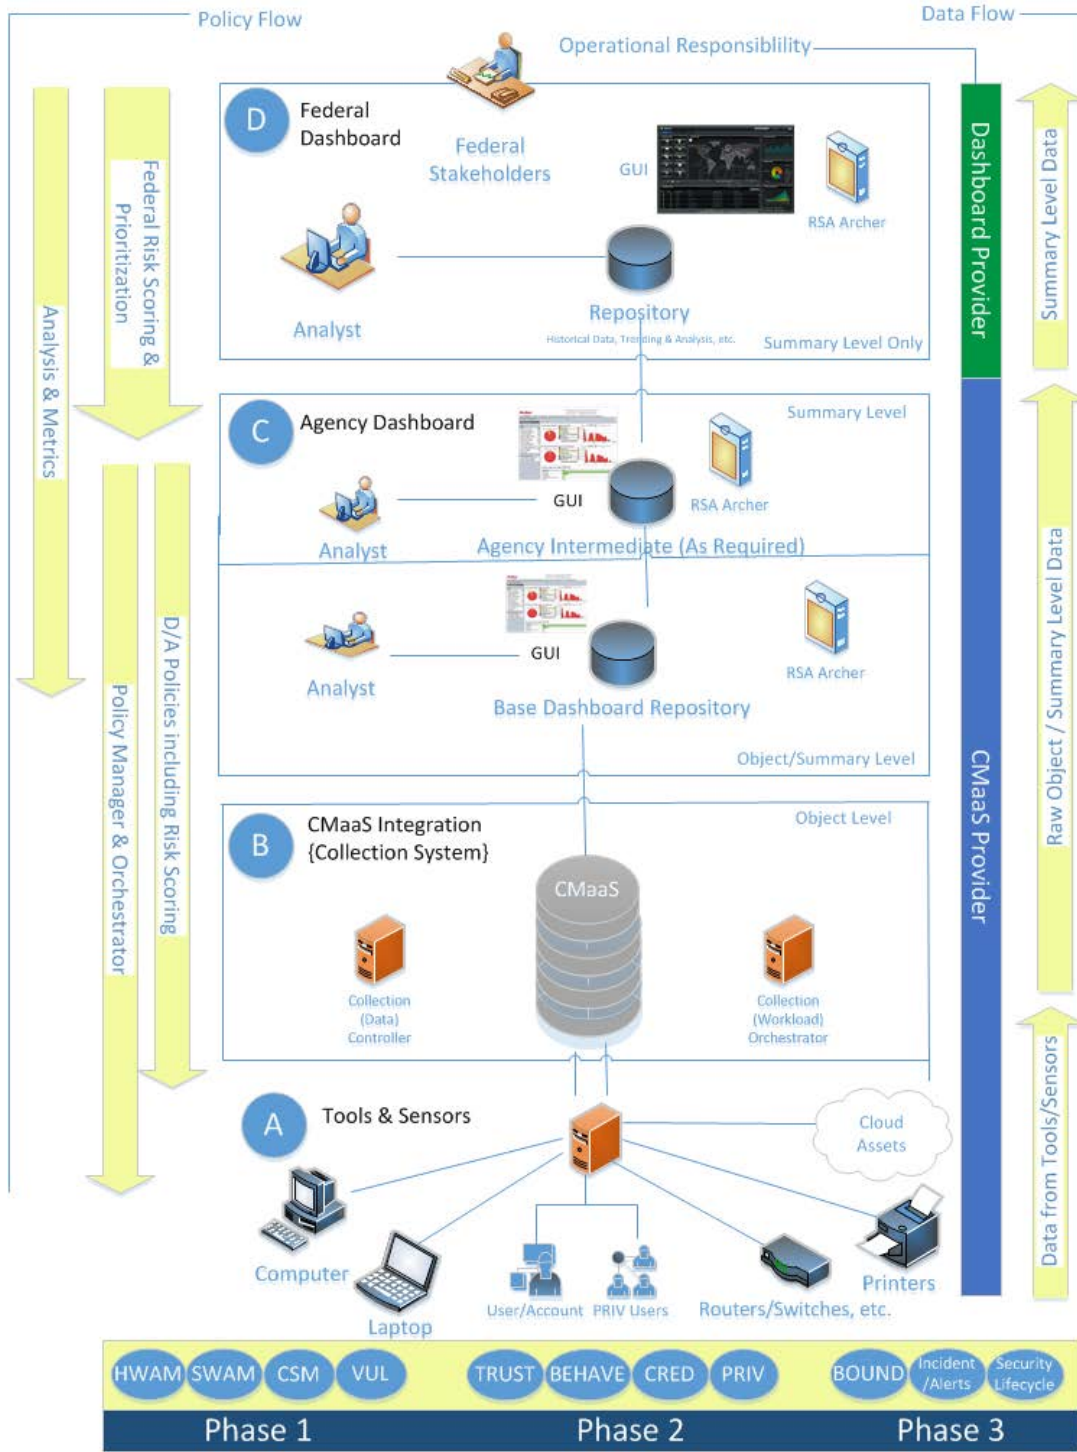 Policy Flow
Data Flow
Operational Responsiblility
D
Federal
Dashboard
Federal
Stakeholders
GUI
RSA Archer
Analyst
Repository
Historical Data, Trending & Analysis, etc.
Summary Level Only
C
Agency Dashboard
Summary Level
GUI
RSA Archer
Analyst
Agency Intermediate (As Required)
GUI
RSA Archer
Analyst
Base Dashboard Repository
Object/Summary Level
B
CMaaS Integration
{Collection System}
Object Level
CMaaS
Collection
(Data)
Controller
Collection
(Workload)
Orchestrator
A
Tools & Sensors
Cloud
Assets
Computer
Laptop
User/Account
PRIV Users
Routers/Switches, etc.
Printers
Analysis & Metrics
Federal Risk Scoring &
Prioritization
Policy Manager & Orchestrator
D/A Policies including Risk Scoring
Dashboard Provider
CMaaS Provider
Summary Level Data
Raw Object / Summary Level Data
Data from Tools/Sensors
HWAM
SWAM
CSM
VUL
TRUST
BEHAVE
CRED
PRIV
BOUND
Incident
/Alerts
Security
Lifecycle
Phase 1
Phase 2
Phase 3